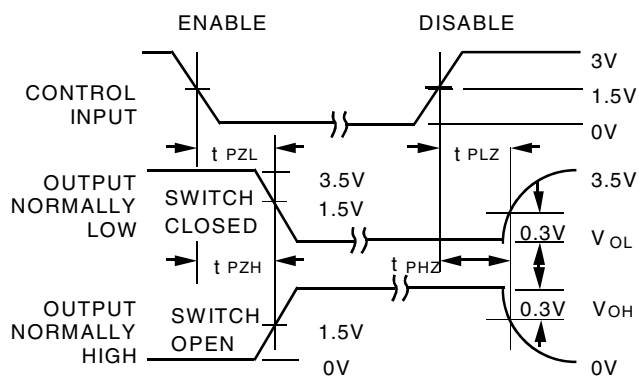 ENABLE DISABLE
CONTROL
INPUT
3V
1.5V
0V
t PZL t PLZ
OUTPUT
NORMALLY
LOW
SWITCH
CLOSED
3.5V
1.5V
3.5V
0.3V VOL
t PZH t PHZ
OUTPUT
NORMALLY
HIGH
SWITCH
OPEN
1.5V
0V
0.3V VOH
0V